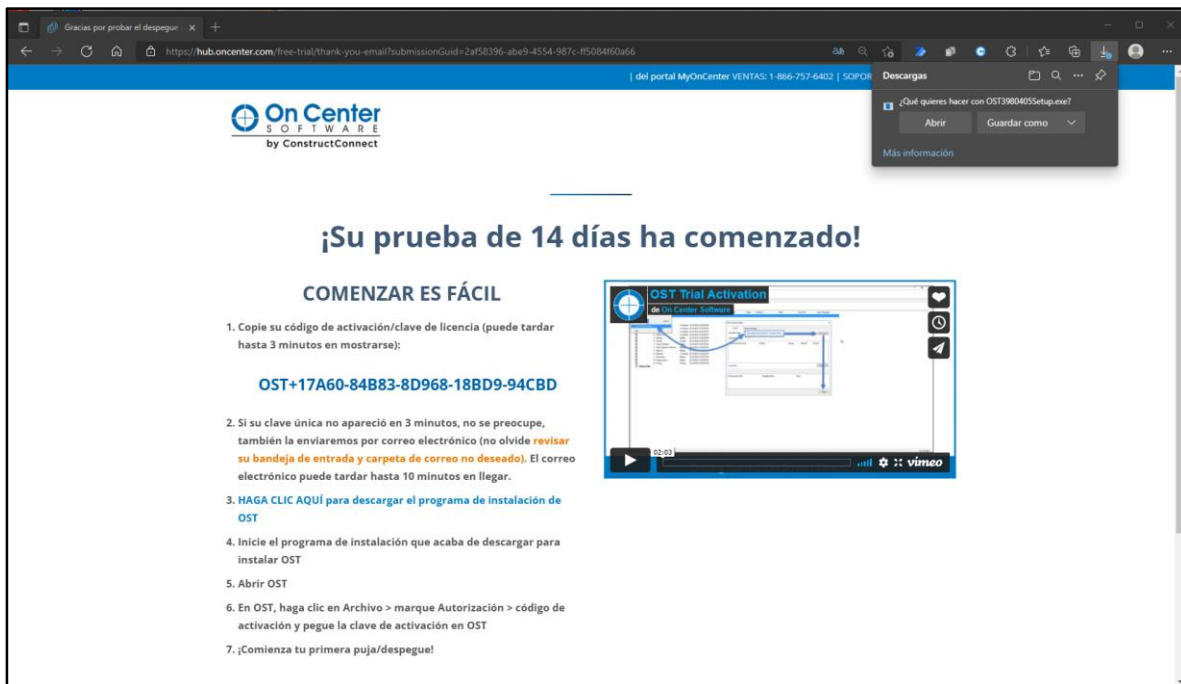 Gracias por probar el despegue
https://hub.oncenter.com/free-trial/thank-you-email?submissionGuid=2af58396-abe9-4554-987c-ff5084f60a66
| del portal MyOnCenter VENTAS: 1-866-757-6402 | SOPOR
Descargas
¿Qué quieres hacer con OST3980405Setup.exe?
Abrir
Guardar como
Más información
On Center
SOFTWARE
by ConstructConnect
¡Su prueba de 14 días ha comenzado!
COMENZAR ES FÁCIL
1. Copie su código de activación/clave de licencia (puede tardar
hasta 3 minutos en mostrarse):
OST+17A60-84B83-8D968-18BD9-94CBD
2. Si su clave única no apareció en 3 minutos, no se preocupe,
también la enviaremos por correo electrónico (no olvide revisar
su bandeja de entrada y carpeta de correo no deseado). El correo
electrónico puede tardar hasta 10 minutos en llegar.
3. HAGA CLIC AQUÍ para descargar el programa de instalación de
OST
4. Inicie el programa de instalación que acaba de descargar para
instalar OST
5. Abrir OST
6. En OST, haga clic en Archivo > marque Autorización > código de
activación y pegue la clave de activación en OST
7. ¡Comienza tu primera puja/despegue!
OST Trial Activation
de On Center Software
02:03
vimeo